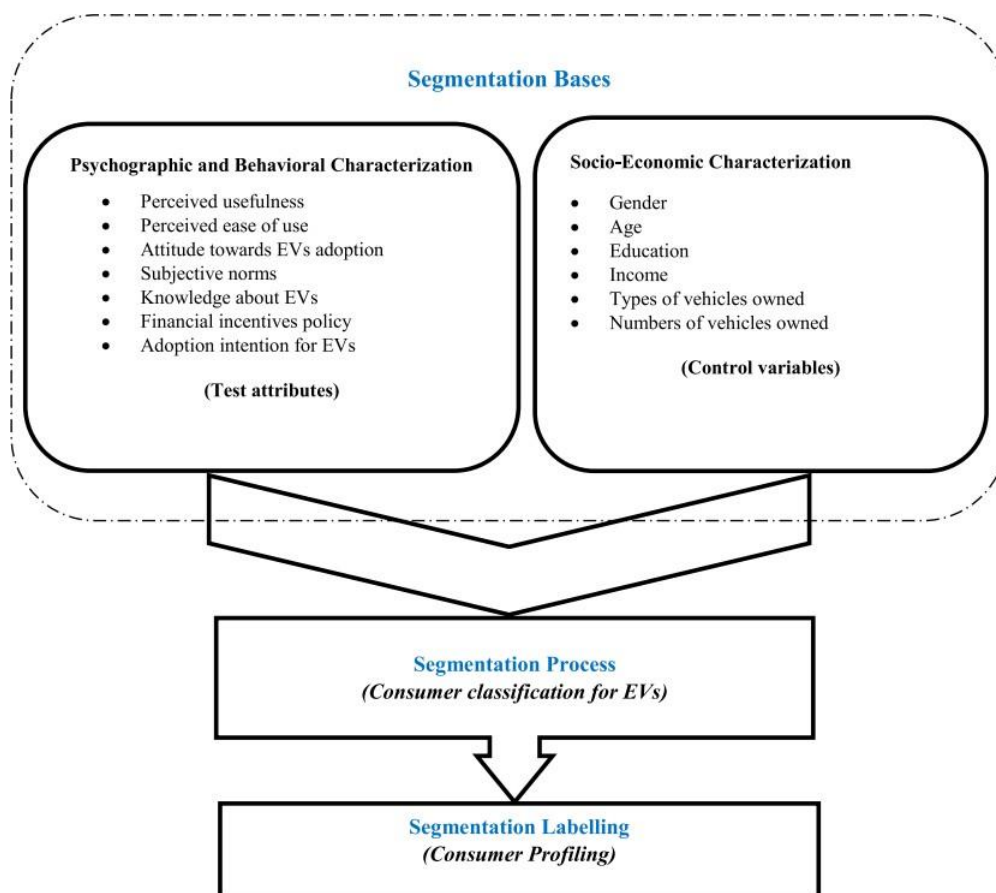 Segmentation Bases
Psychographic and Behavioral Characterization
• Perceived usefulness
• Perceived ease of use
• Attitude towards EVs adoption
• Subjective norms
• Knowledge about EVs
• Financial incentives policy
• Adoption intention for EVs
(Test attributes)
Socio-Economic Characterization
• Gender
• Age
• Education
• Income
• Types of vehicles owned
• Numbers of vehicles owned
(Control variables)
Segmentation Process
(Consumer classification for EVs)
Segmentation Labelling
(Consumer Profiling)